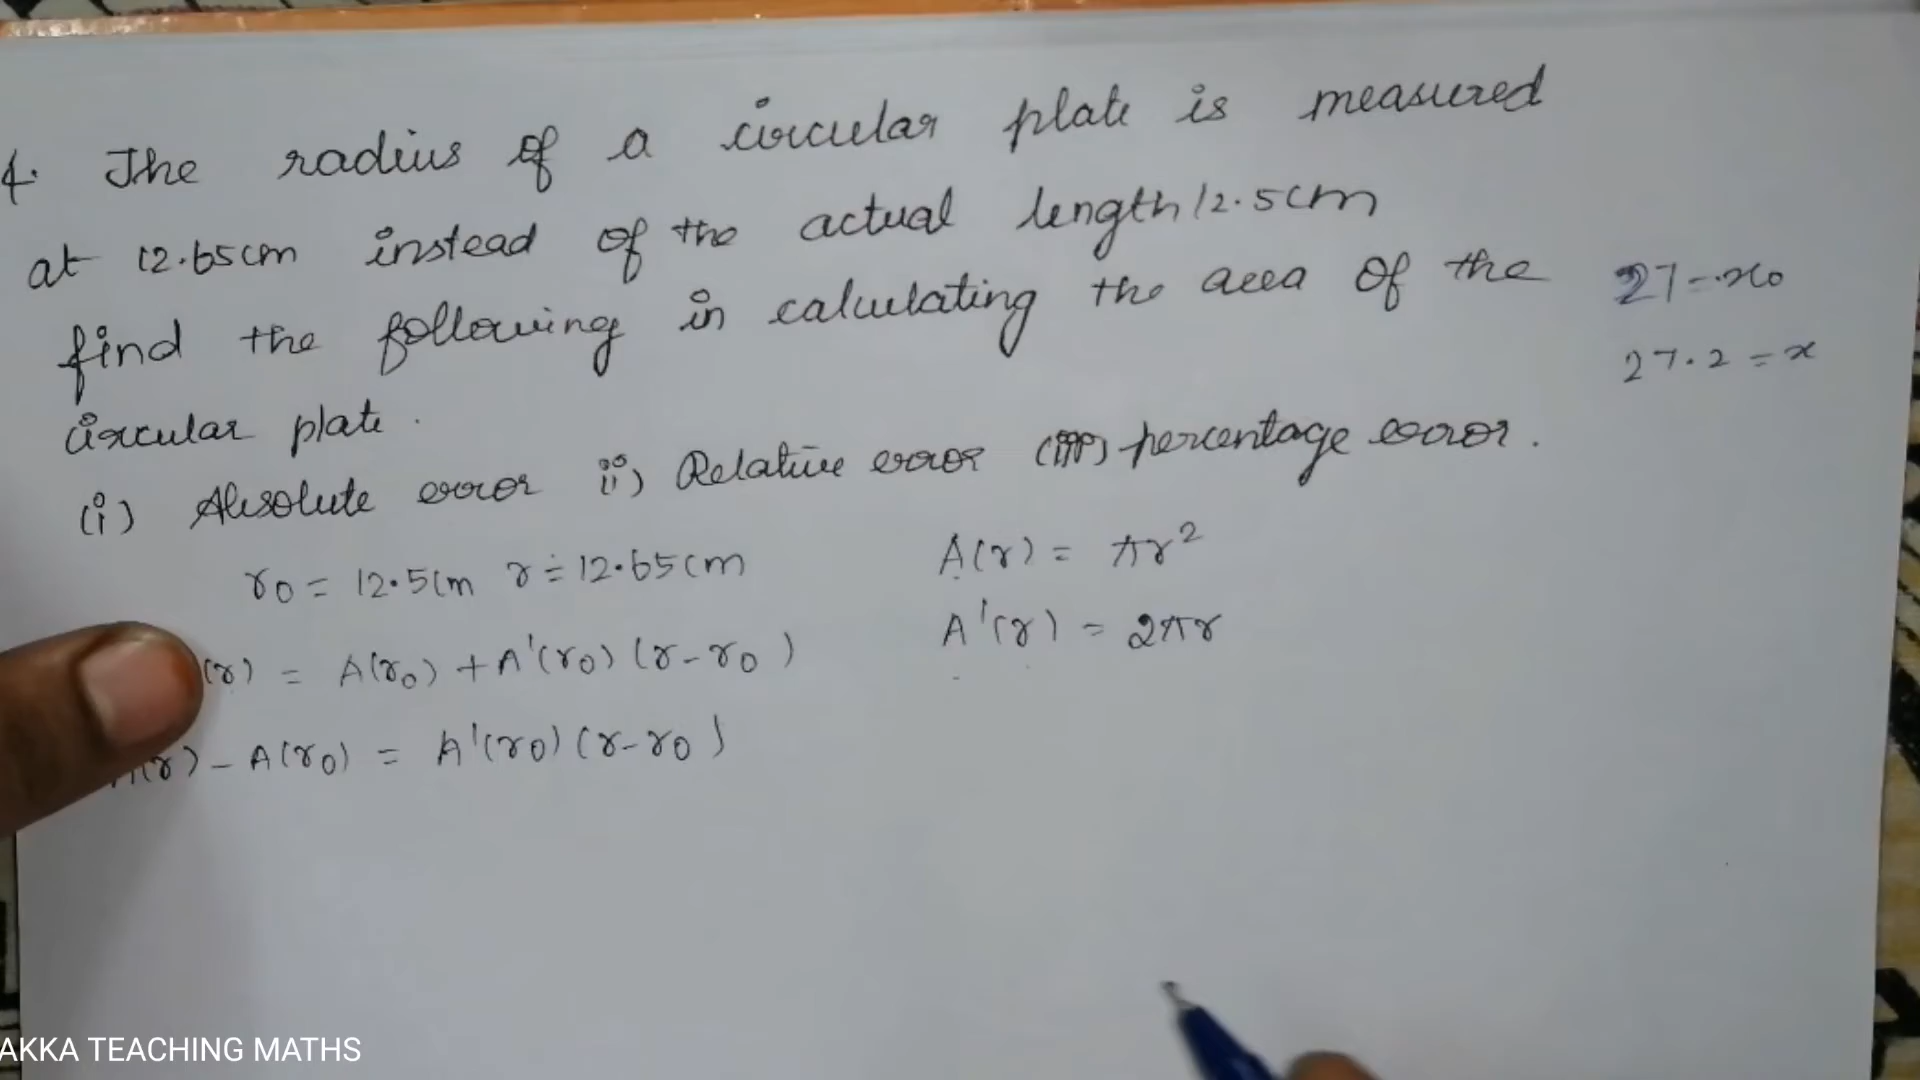 4. The radius of a circular plate is measured
at 12.65cm instead of the actual length 12.5cm
find the following in calculating the area of the
circular plate.
(i) Absolute error ii) Relative error (iii) percentage error.
r0 = 12.5cm r = 12.65cm
(r) = A(r0) + A'(r0) (r-r0)
A(r) - A(r0) = A'(r0) (r-r0)
A(r) = πr²
A'(r) = 2πr
27 = x0
27.2 = x
AKKA TEACHING MATHS